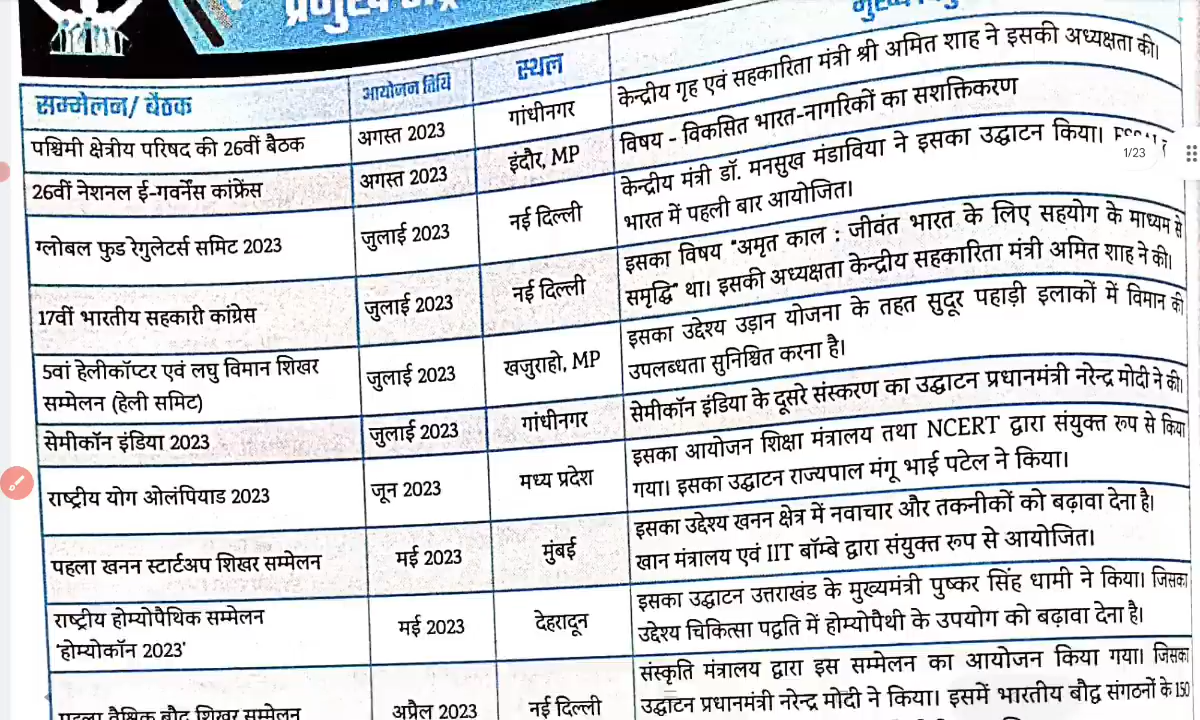 प्रमुख
सम्मेलन/ बैठक
आयोजन तिथि
स्थल
पश्चिमी क्षेत्रीय परिषद की 26वीं बैठक
अगस्त 2023
गांधीनगर
केन्द्रीय गृह एवं सहकारिता मंत्री श्री अमित शाह ने इसकी अध्यक्षता की।
26वीं नेशनल ई-गवर्नेंस कांफ्रेंस
अगस्त 2023
इंदौर, MP
विषय - विकसित भारत-नागरिकों का सशक्तिकरण
ग्लोबल फुड रेगुलेटर्स समिट 2023
जुलाई 2023
नई दिल्ली
केन्द्रीय मंत्री डॉ. मनसुख मंडाविया ने इसका उद्घाटन किया।
1/23
भारत में पहली बार आयोजित।
17वीं भारतीय सहकारी कांग्रेस
जुलाई 2023
नई दिल्ली
इसका विषय "अमृत काल : जीवंत भारत के लिए सहयोग के माध्यम से
समृद्धि" था। इसकी अध्यक्षता केन्द्रीय सहकारिता मंत्री अमित शाह ने की।
5वां हेलीकॉप्टर एवं लघु विमान शिखर
सम्मेलन (हेली समिट)
जुलाई 2023
खजुराहो, MP
इसका उद्देश्य उड़ान योजना के तहत सुदूर पहाड़ी इलाकों में विमान की
उपलब्धता सुनिश्चित करना है।
सेमीकॉन इंडिया 2023
जुलाई 2023
गांधीनगर
सेमीकॉन इंडिया के दूसरे संस्करण का उद्घाटन प्रधानमंत्री नरेन्द्र मोदी ने की।
राष्ट्रीय योग ओलंपियाड 2023
जून 2023
मध्य प्रदेश
इसका आयोजन शिक्षा मंत्रालय तथा NCERT द्वारा संयुक्त रूप से किया
गया। इसका उद्घाटन राज्यपाल मंगू भाई पटेल ने किया।
पहला खनन स्टार्टअप शिखर सम्मेलन
मई 2023
मुंबई
इसका उद्देश्य खनन क्षेत्र में नवाचार और तकनीकों को बढ़ावा देना है।
खान मंत्रालय एवं IIT बॉम्बे द्वारा संयुक्त रूप से आयोजित।
राष्ट्रीय होम्योपैथिक सम्मेलन
'होम्योकॉन 2023'
मई 2023
देहरादून
इसका उद्घाटन उत्तराखंड के मुख्यमंत्री पुष्कर सिंह धामी ने किया। जिसका
उद्देश्य चिकित्सा पद्धति में होम्योपैथी के उपयोग को बढ़ावा देना है।
पहला वैश्विक बौद्ध शिखर सम्मेलन
अप्रैल 2023
नई दिल्ली
संस्कृति मंत्रालय द्वारा इस सम्मेलन का आयोजन किया गया। जिसका
उद्घाटन प्रधानमंत्री नरेन्द्र मोदी ने किया। इसमें भारतीय बौद्ध संगठनों के 150